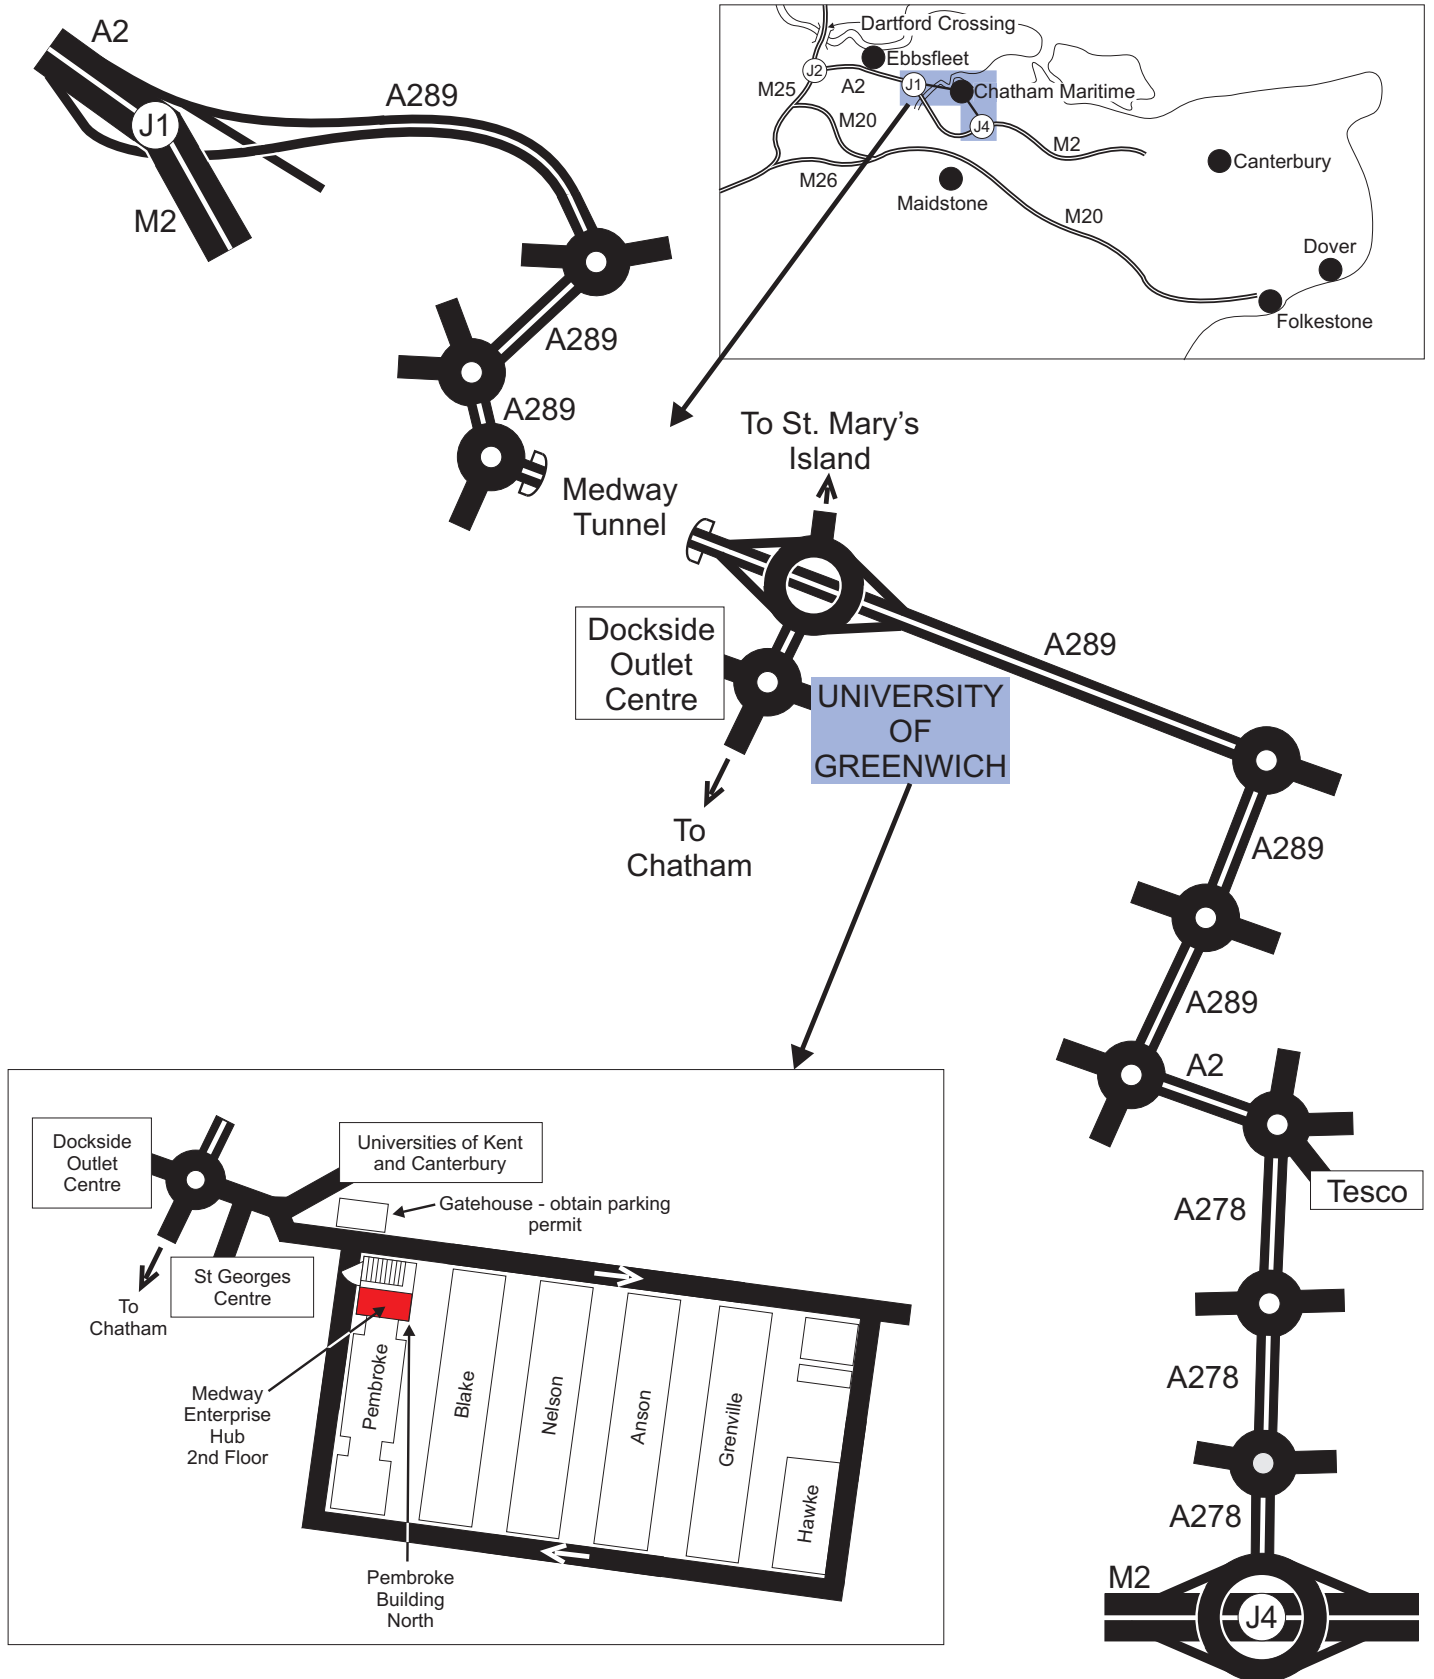 A2
A289
J1
M2
A289
A289
Dartford Crossing
Ebbsfleet
J2
M25
A2
J1
Chatham Maritime
M20
J4
M2
M26
Canterbury
Maidstone
M20
Dover
Folkestone
To St. Mary's
Island
Medway
Tunnel
Dockside
Outlet
Centre
A289
UNIVERSITY
OF
GREENWICH
To
Chatham
A289
A289
A2
Tesco
A278
A278
A278
M2
J4
Dockside
Outlet
Centre
Universities of Kent
and Canterbury
Gatehouse - obtain parking
permit
St Georges
Centre
To
Chatham
Medway
Enterprise
Hub
2nd Floor
Pembroke
Blake
Nelson
Anson
Grenville
Hawke
Pembroke
Building
North